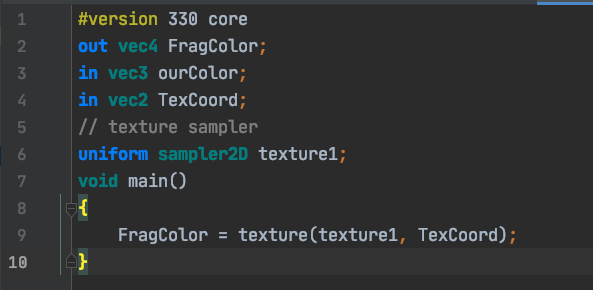 1 #version 330 core
2 out vec4 FragColor;
3 in vec3 ourColor;
4 in vec2 TexCoord;
5 // texture sampler
6 uniform sampler2D texture1;
7 void main()
8 {
9     FragColor = texture(texture1, TexCoord);
10 }